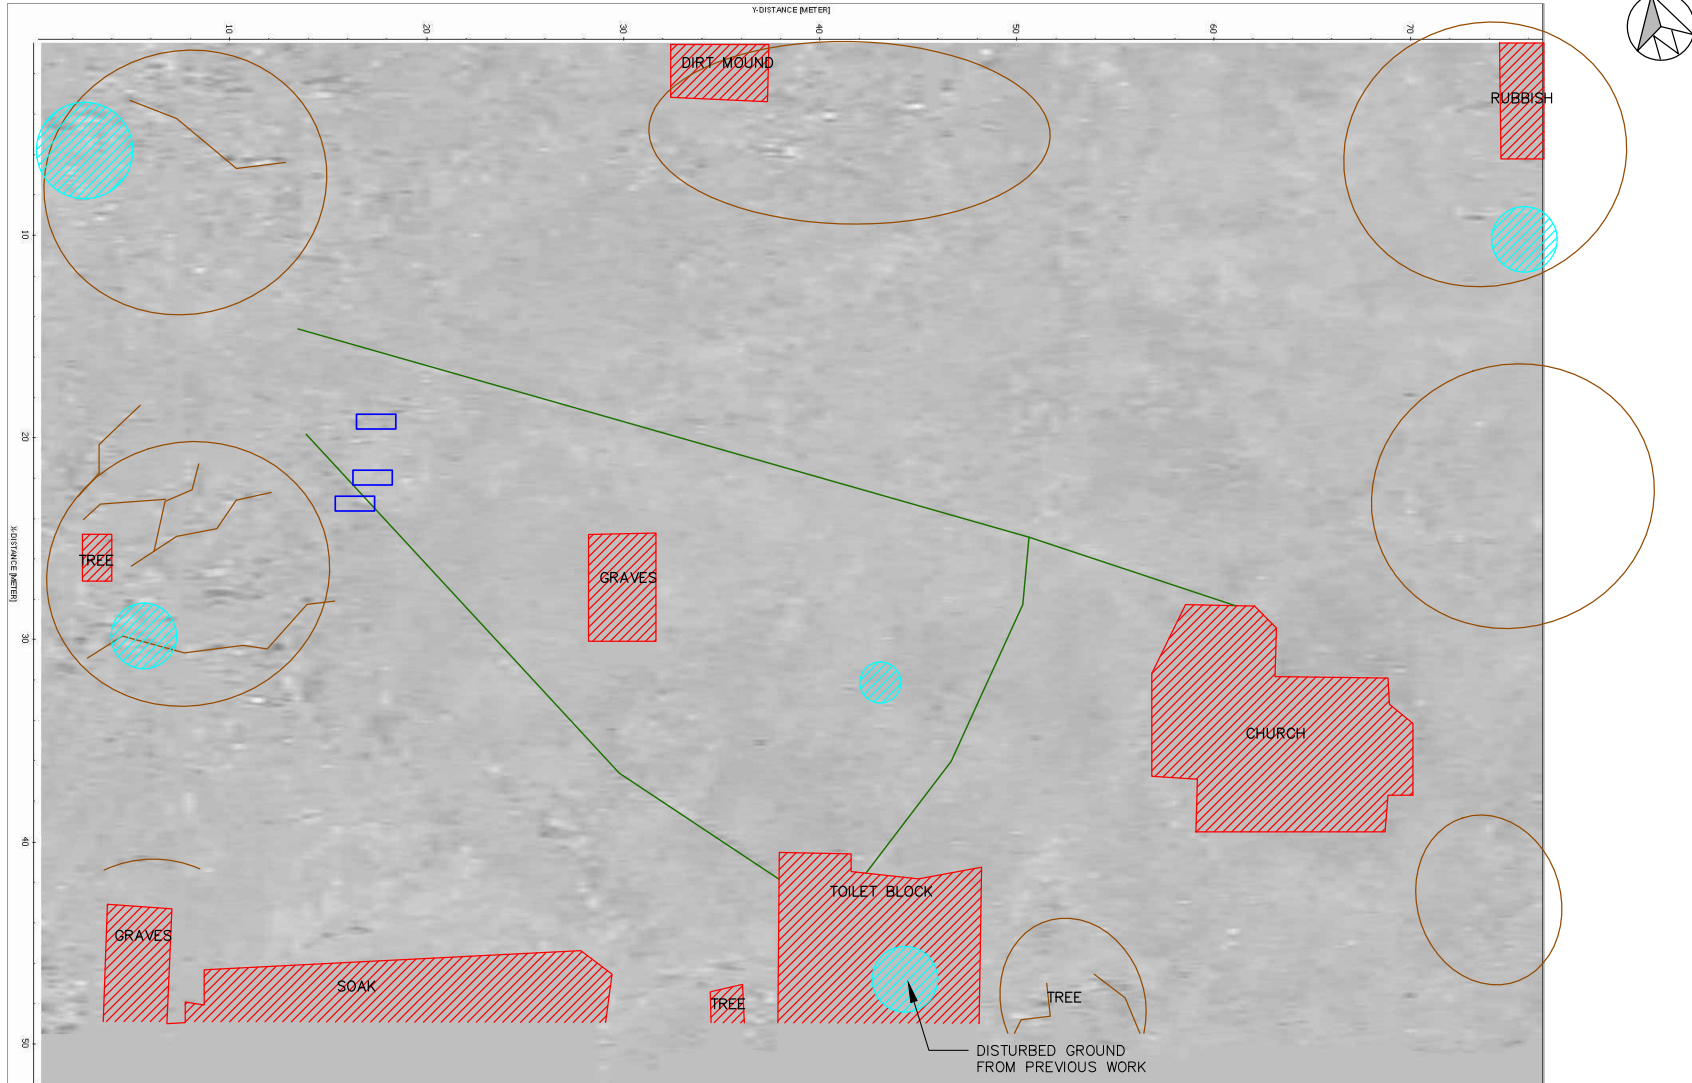 Y-DISTANCE [METER]
10 20 30 40 50 60 70
DIRT MOUND
RUBBISH
10
20
X-DISTANCE [METER]
TREE
GRAVES
30
CHURCH
40
TOILET BLOCK
GRAVES
SOAK
TREE
TREE
50
DISTURBED GROUND
FROM PREVIOUS WORK